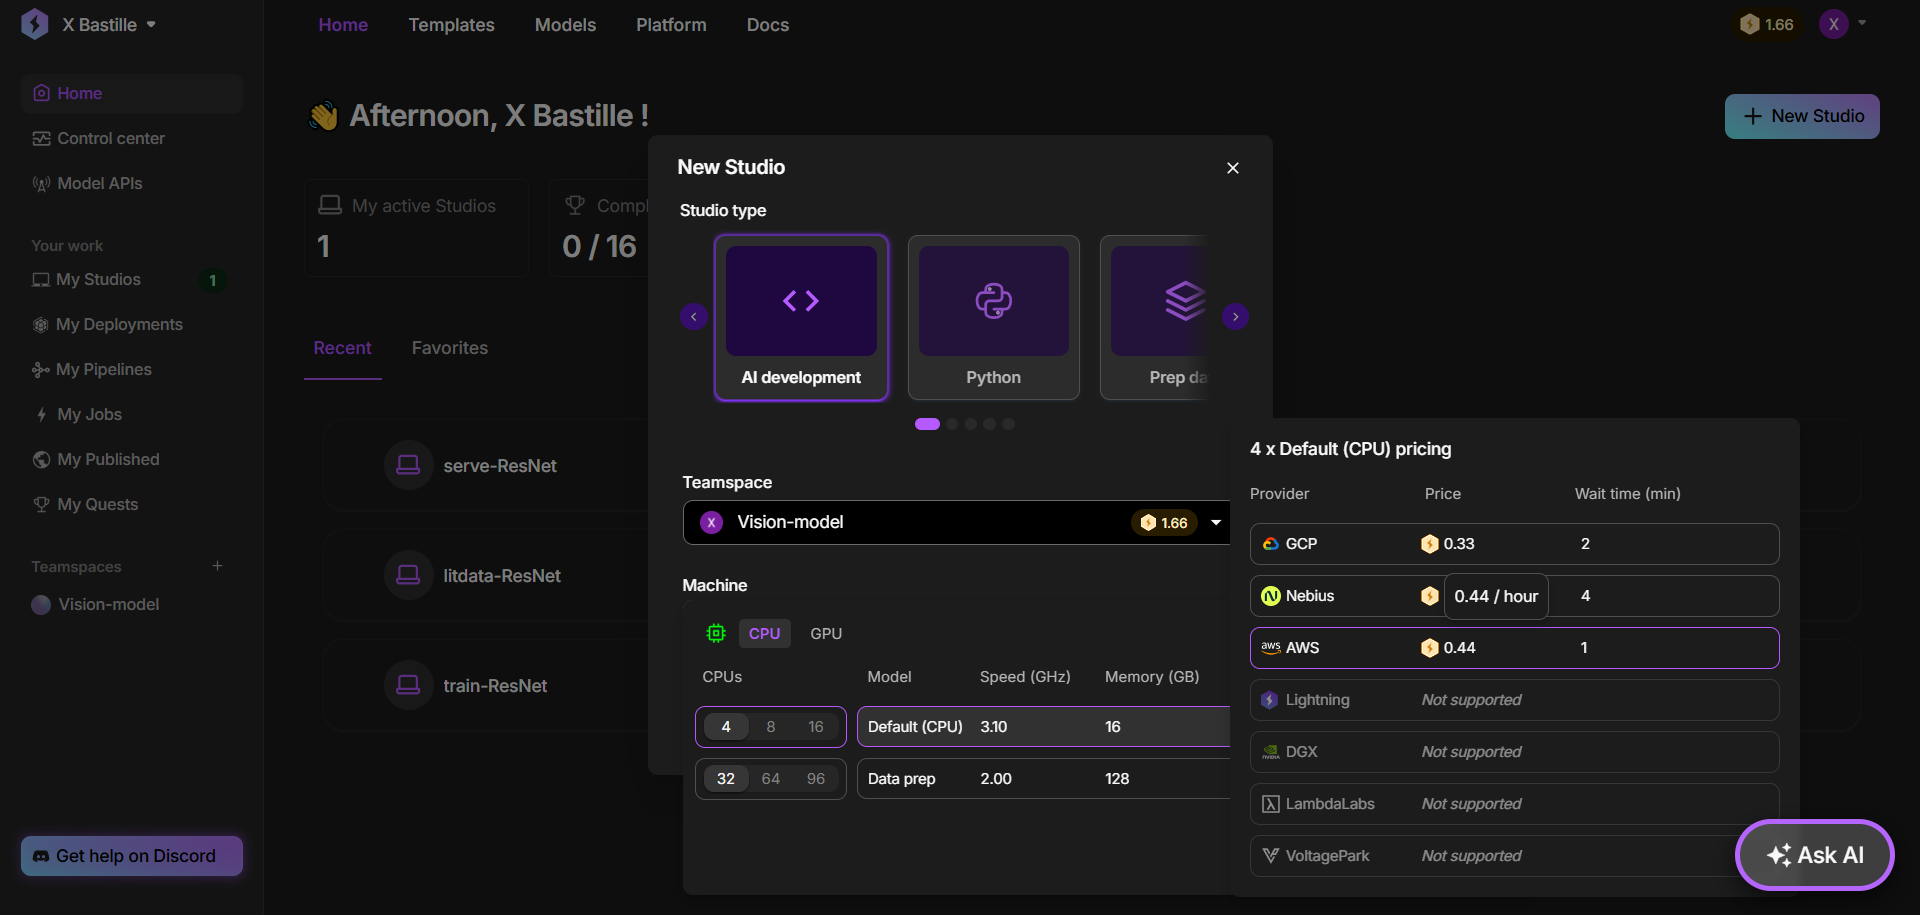 X Bastille
Home
Templates
Models
Platform
Docs
1.66
X
Home
Control center
Model APIs
Your work
My Studios
1
My Deployments
My Pipelines
My Jobs
My Published
My Quests
Teamspaces
+
Vision-model
Get help on Discord
Afternoon, X Bastille !
+ New Studio
My active Studios
1
Compl
0 / 16
Recent
Favorites
serve-ResNet
litdata-ResNet
train-ResNet
New Studio
Studio type
AI development
Python
Prep da
Teamspace
X Vision-model 1.66
Machine
CPU GPU
CPUs Model Speed (GHz) Memory (GB)
4 8 16 Default (CPU) 3.10 16
32 64 96 Data prep 2.00 128
4 x Default (CPU) pricing
Provider Price Wait time (min)
GCP 0.33 2
Nebius 0.44 / hour 4
aws AWS 0.44 1
Lightning Not supported
NVIDIA DGX Not supported
LambdaLabs Not supported
VoltagePark Not supported
Ask AI